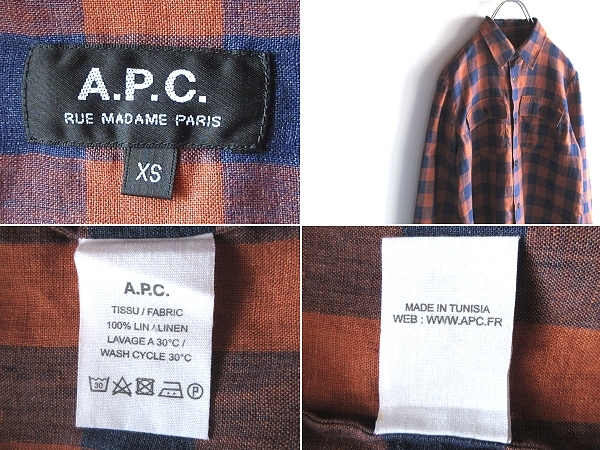 A.P.C.
RUE MADAME PARIS
XS
A.P.C.
TISSU / FABRIC
100% LIN / LINEN
LAVAGE A 30°C /
WASH CYCLE 30°C
30
P
MADE IN TUNISIA
WEB : WWW.APC.FR